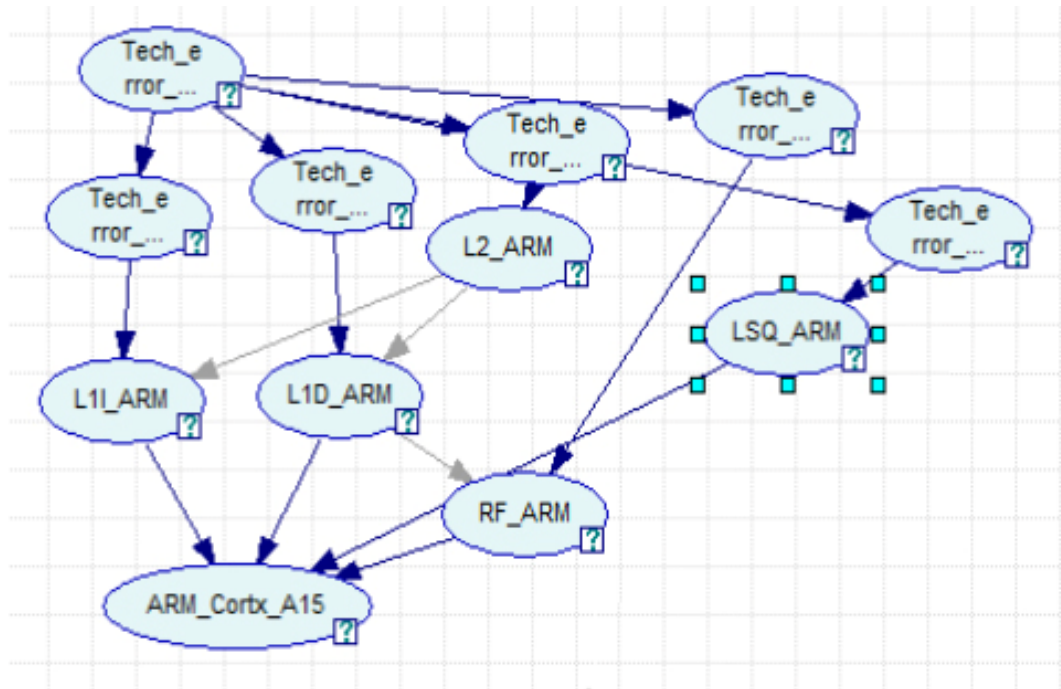 Tech_e
rror_...
?
Tech_e
rror_...
?
Tech_e
rror_...
?
Tech_e
rror_...
?
Tech_e
rror_...
?
Tech_e
rror_...
?
L2_ARM
?
LSQ_ARM
?
L1I_ARM
?
L1D_ARM
?
RF_ARM
?
ARM_Cortx_A15
?